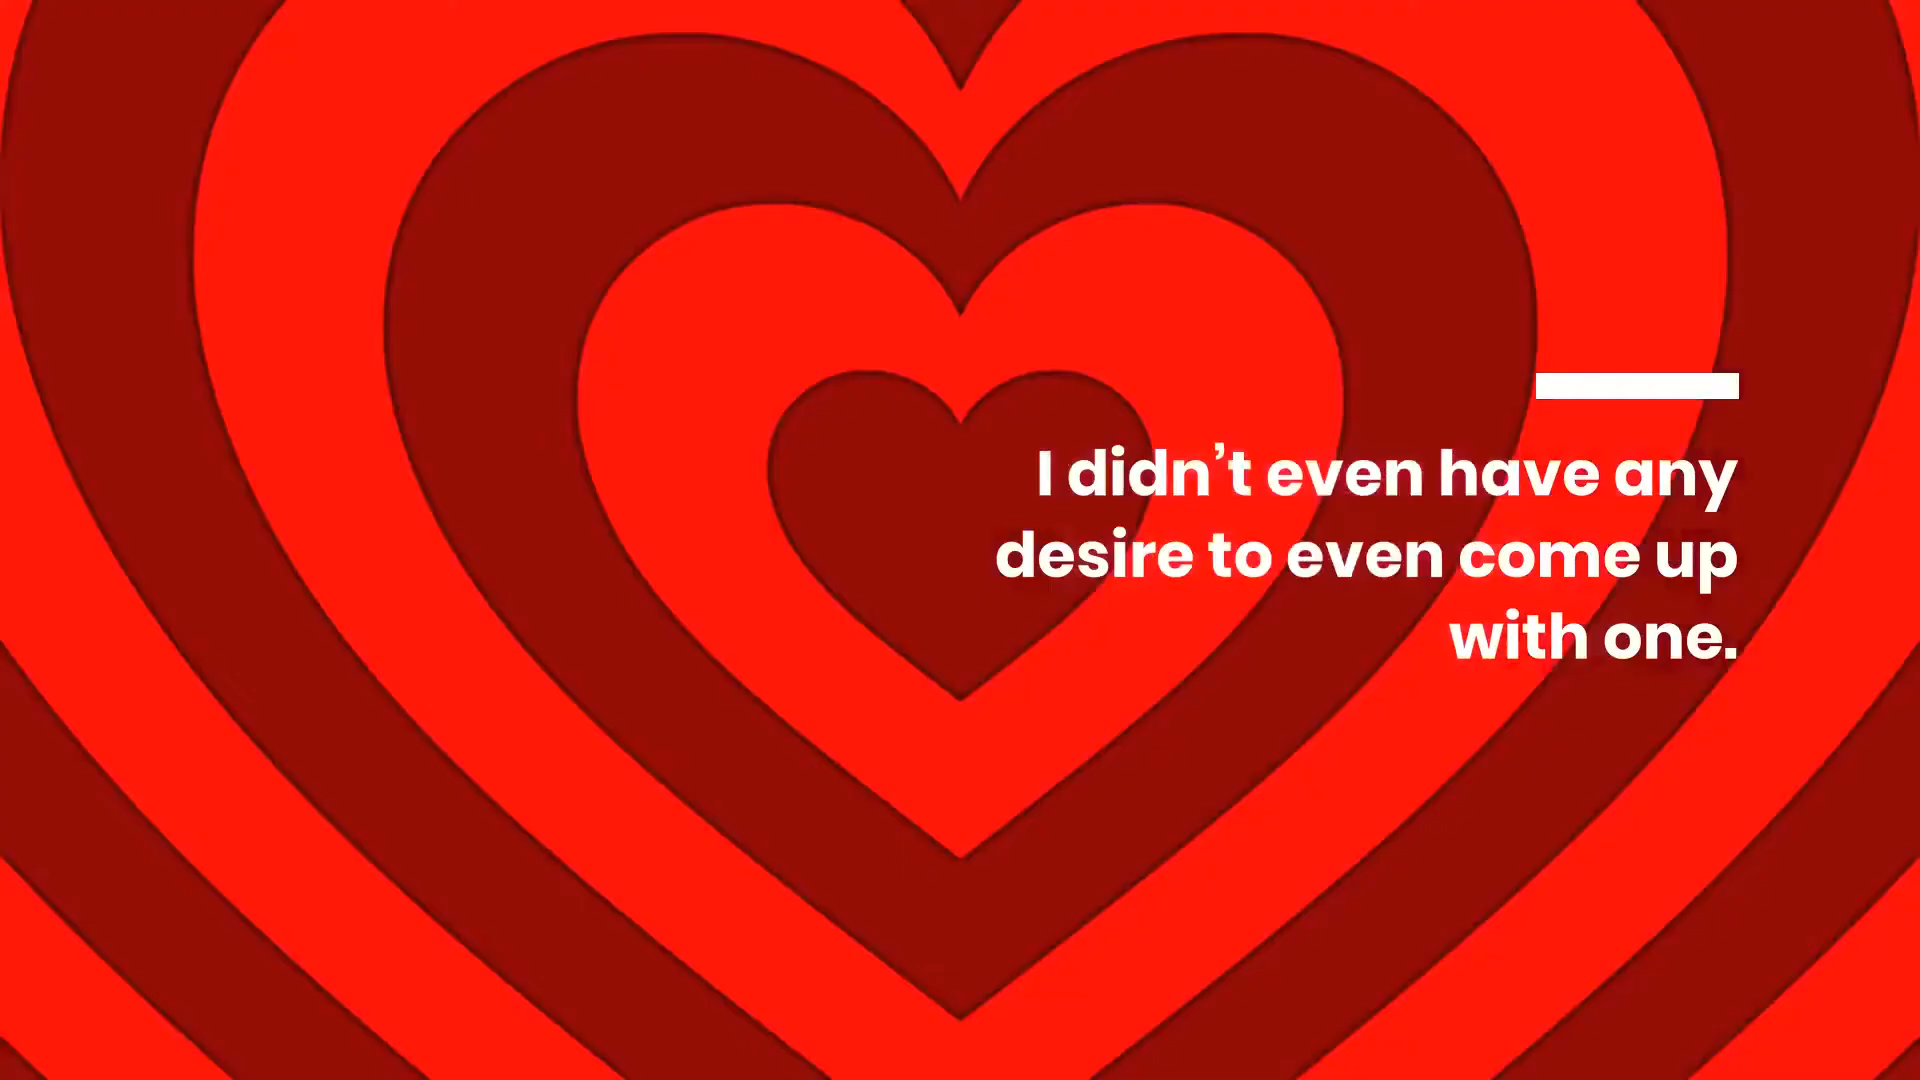 I didn’t even have any
desire to even come up
with one.